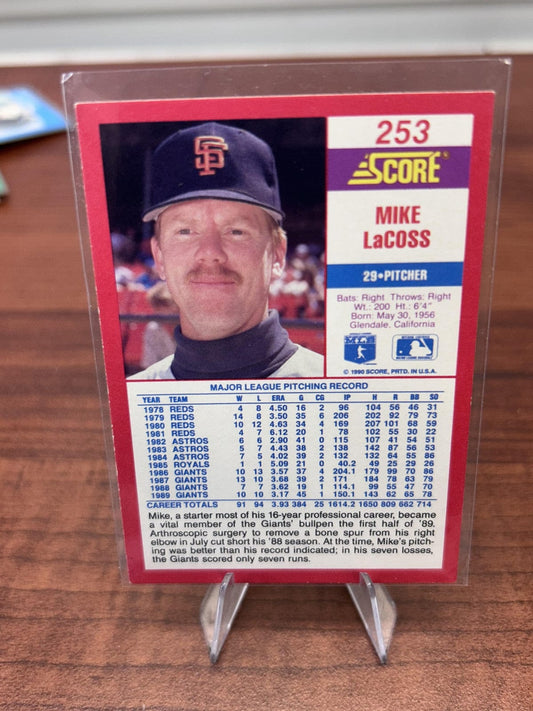 SF
253
SCORE®
MIKE
LaCOSS
29•PITCHER
Bats: Right Throws: Right
Wt.: 200 Ht.: 6'4"
Born: May 30, 1956
Glendale, California
© 1990 SCORE, PRTD. IN U.S.A.
MAJOR LEAGUE PITCHING RECORD
YEAR TEAM W L ERA G CG IP H R BB SO
1978 REDS 4 8 4.50 16 2 96 104 56 46 31
1979 REDS 14 8 3.50 35 6 206 202 92 79 73
1980 REDS 10 12 4.63 34 4 169 207 101 68 59
1981 REDS 4 7 6.12 20 1 78 102 55 30 22
1982 ASTROS 6 6 2.90 41 0 115 107 41 54 51
1983 ASTROS 5 7 4.43 38 2 138 142 87 56 53
1984 ASTROS 7 5 4.02 39 2 132 132 64 55 86
1985 ROYALS 1 1 5.09 21 0 40.2 49 25 29 26
1986 GIANTS 10 13 3.57 37 4 204.1 179 99 70 86
1987 GIANTS 13 10 3.68 39 2 171 184 78 63 79
1988 GIANTS 7 7 3.62 19 1 114.1 99 55 47 70
1989 GIANTS 10 10 3.17 45 1 150.1 143 62 65 78
CAREER TOTALS 91 94 3.93 384 25 1614.2 1650 809 662 714
Mike, a starter most of his 16-year professional career, became
a vital member of the Giants' bullpen the first half of '89.
Arthroscopic surgery to remove a bone spur from his right
elbow in July cut short his '88 season. At the time, Mike's pitch-
ing was better than his record indicated; in his seven losses,
the Giants scored only seven runs.